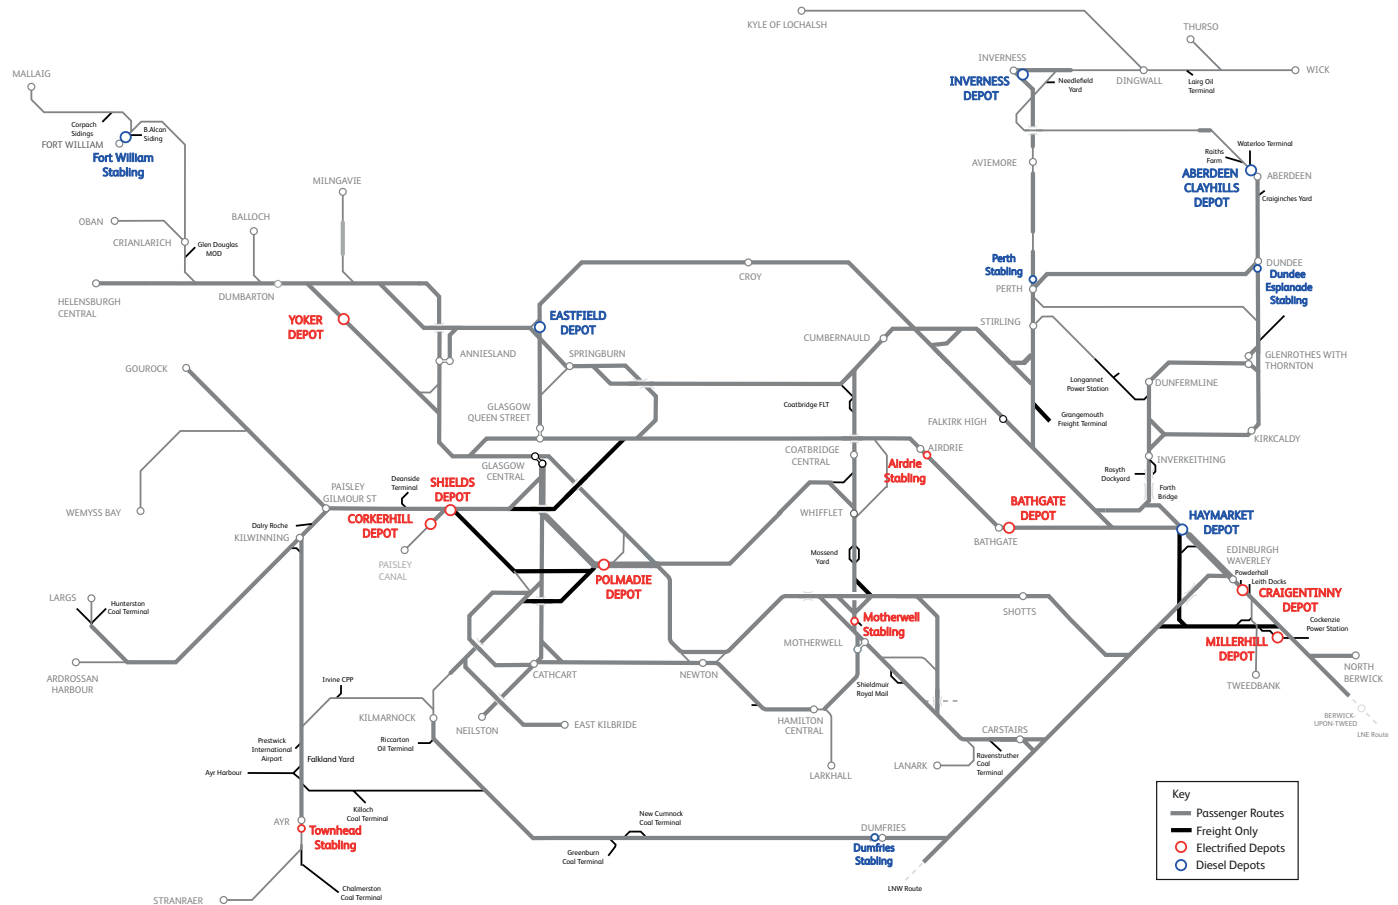 KYLE OF LOCHALSH
THURSO
INVERNESS
WICK
DINGWALL
INVERNESS
DEPOT
Needlefield
Yard
Lairg Oil
Terminal
MALLAIG
Corpach
Sidings
B.Alcan
Siding
FORT WILLIAM
Fort William
Stabling
Waterloo Terminal
Raiths
Farm
AVIEMORE
ABERDEEN
CLAYHILLS
DEPOT
ABERDEEN
Craiginches Yard
MILNGAVIE
OBAN
BALLOCH
CRIANLARICH
Glen Douglas
MOD
Perth
Stabling
PERTH
DUNDEE
Dundee
Esplanade
Stabling
CROY
HELENSBURGH
CENTRAL
DUMBARTON
YOKER
DEPOT
EASTFIELD
DEPOT
STIRLING
CUMBERNAULD
ANNIESLAND
SPRINGBURN
GLENROTHES WITH
THORNTON
GOUROCK
Longannet
Power Station
DUNFERMLINE
GLASGOW
QUEEN STREET
Coatbridge FLT
Grangemouth
Freight Terminal
FALKIRK HIGH
KIRKCALDY
GLASGOW
CENTRAL
COATBRIDGE
CENTRAL
AIRDRIE
Airdrie
Stabling
INVERKEITHING
Rosyth
Dockyard
Forth
Bridge
Deanside
Terminal
SHIELDS
DEPOT
PAISLEY
GILMOUR ST
WEMYSS BAY
CORKERHILL
DEPOT
WHIFFLET
BATHGATE
DEPOT
BATHGATE
HAYMARKET
DEPOT
Dalry Roche
KILWINNING
PAISLEY
CANAL
Mossend
Yard
EDINBURGH
WAVERLEY
Powderhall
Leith Docks
CRAIGENTINNY
DEPOT
POLMADIE
DEPOT
LARGS
Hunterston
Coal Terminal
SHOTTS
Motherwell
Stabling
MOTHERWELL
Cockenzie
Power Station
MILLERHILL
DEPOT
ARDROSSAN
HARBOUR
CATHCART
NEWTON
NORTH
BERWICK
TWEEDBANK
Irvine CPP
Shieldmuir
Royal Mail
KILMARNOCK
NEILSTON
EAST KILBRIDE
HAMILTON
CENTRAL
BERWICK-
UPON-TWEED
LNE Route
CARSTAIRS
Prestwick
International
Airport
Falkland Yard
Riccarton
Oil Terminal
Ravenstruther
Coal
Terminal
LANARK
LARKHALL
Ayr Harbour
Killoch
Coal Terminal
AYR
Townhead
Stabling
New Cumnock
Coal Terminal
Greenburn
Coal Terminal
DUMFRIES
Dumfries
Stabling
LNW Route
Chalmerston
Coal Terminal
STRANRAER
Key
Passenger Routes
Freight Only
Electrified Depots
Diesel Depots